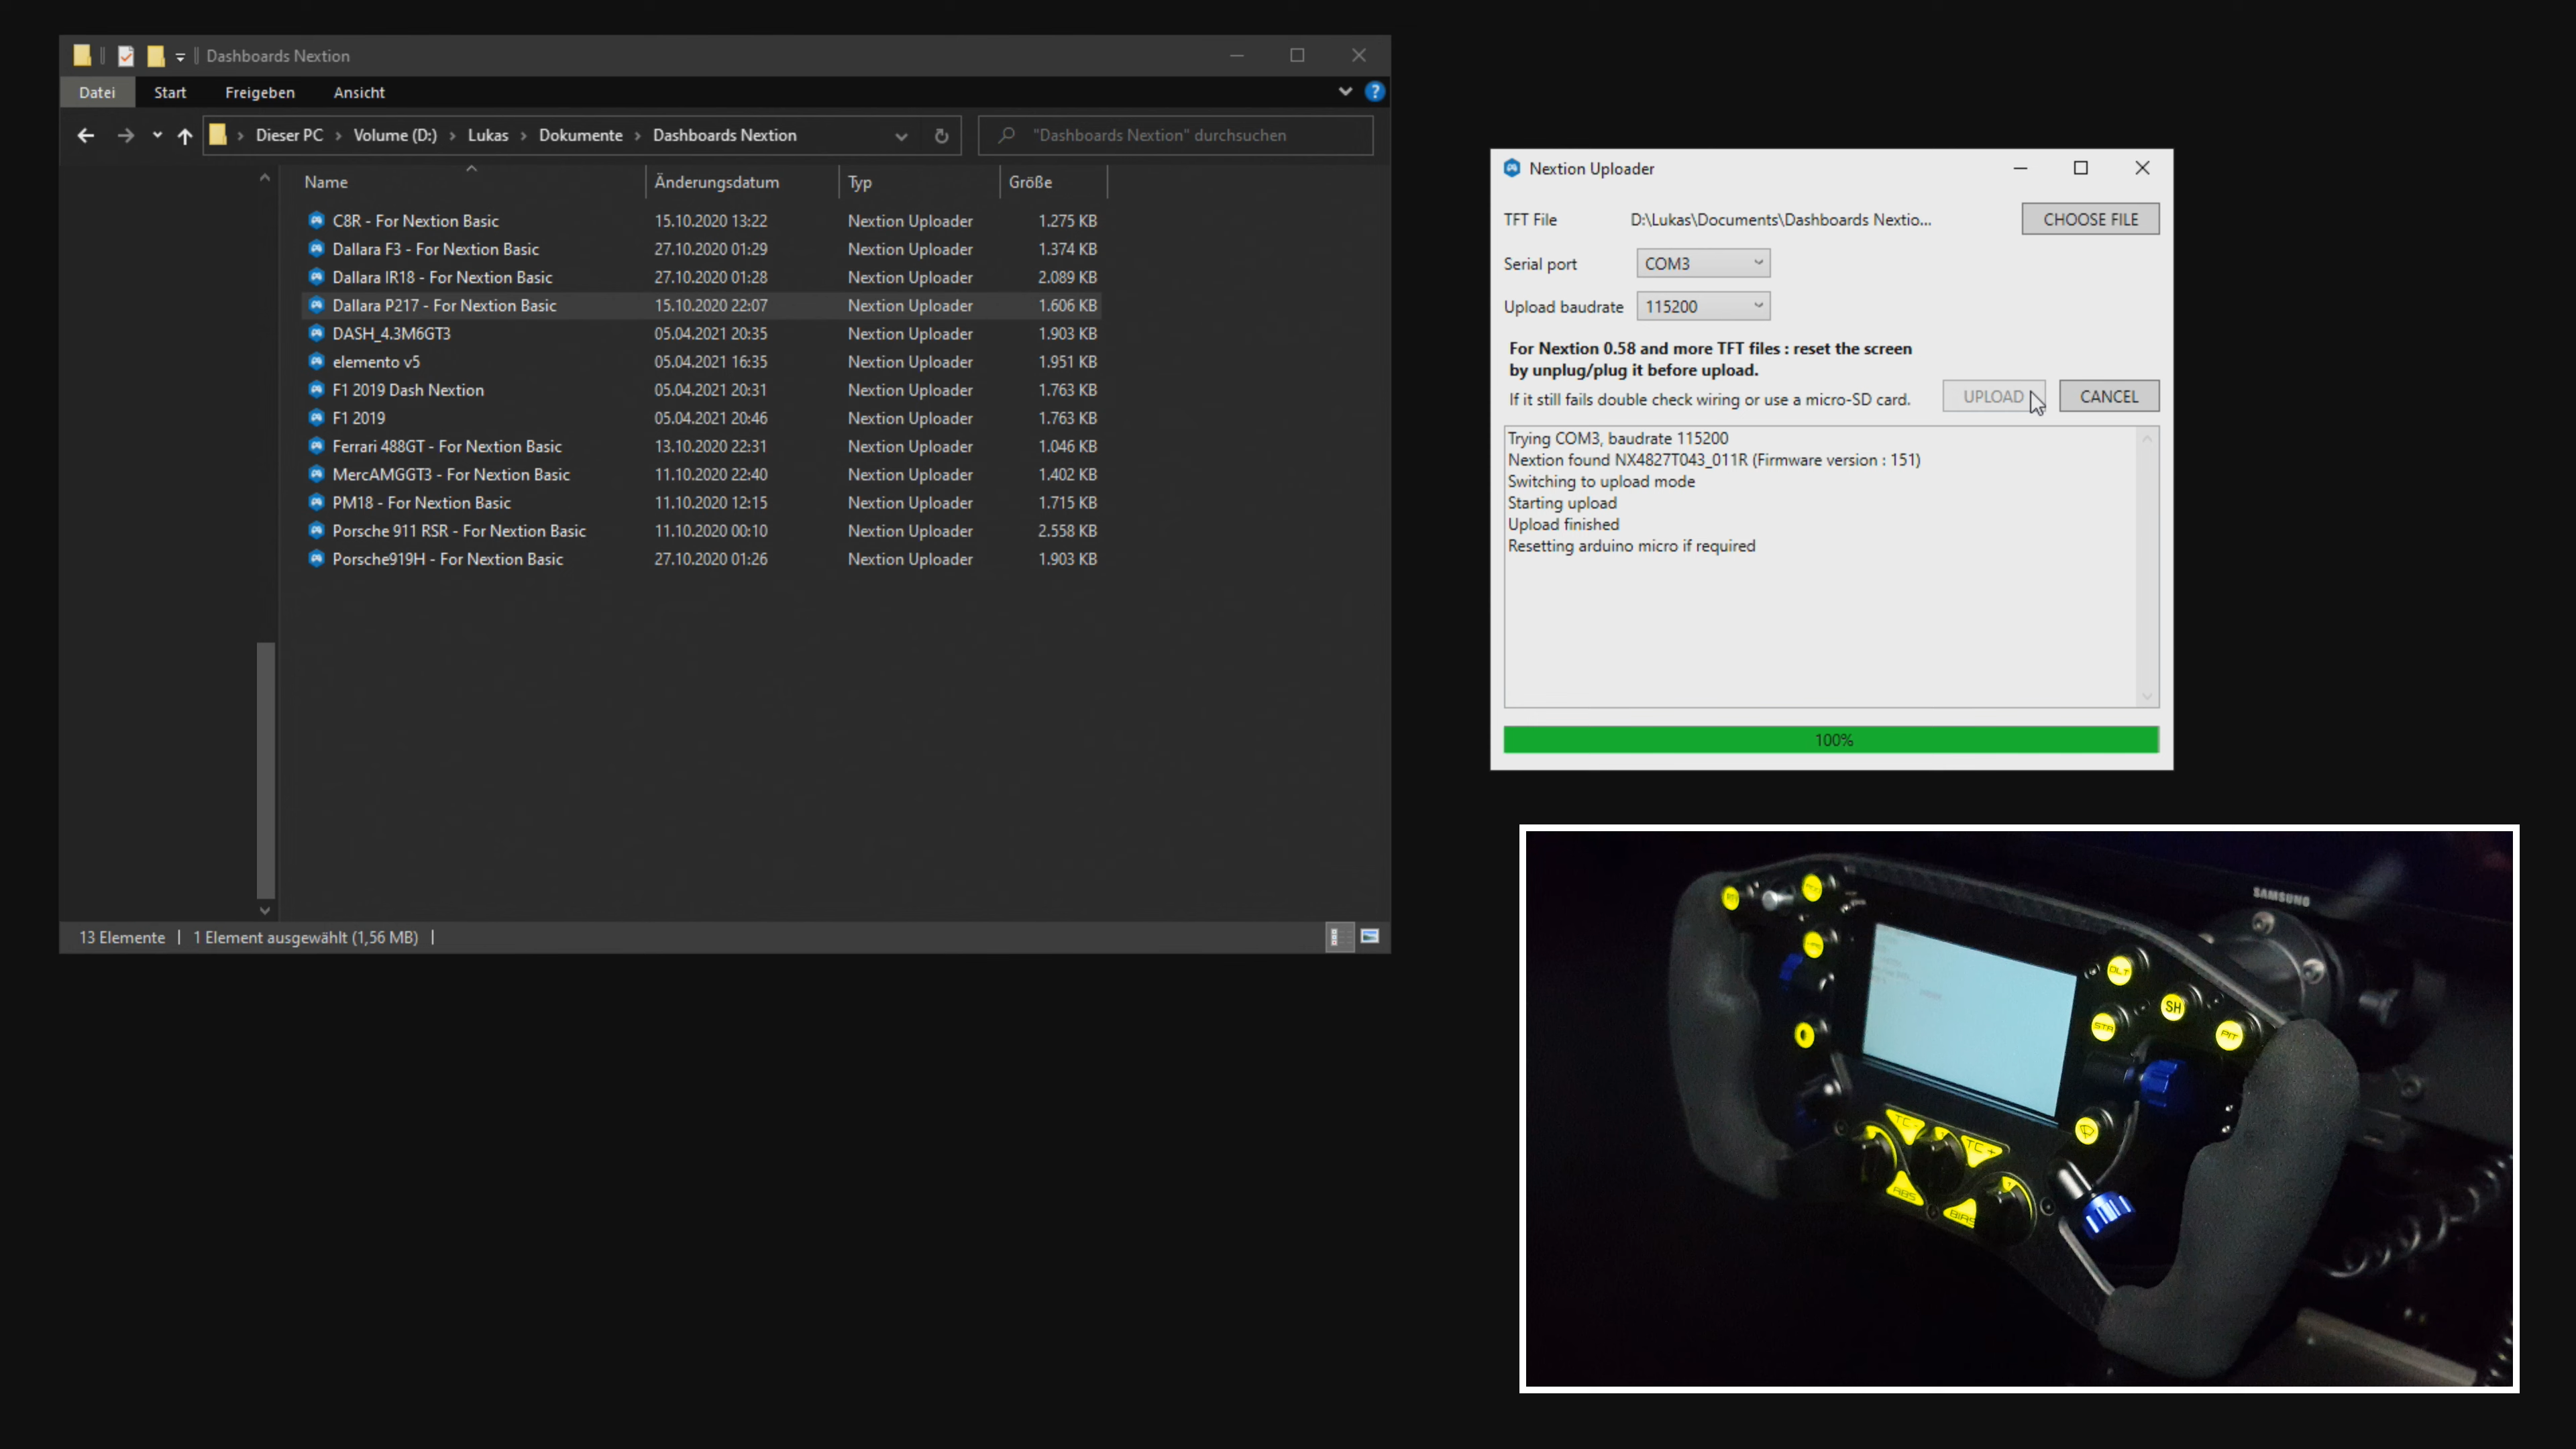 Dashboards Nextion
Datei Start Freigeben Ansicht
Dieser PC › Volume (D:) › Lukas › Dokumente › Dashboards Nextion
"Dashboards Nextion" durchsuchen
Name Änderungsdatum Typ Größe
C8R - For Nextion Basic 15.10.2020 13:22 Nextion Uploader 1.275 KB
Dallara F3 - For Nextion Basic 27.10.2020 01:29 Nextion Uploader 1.374 KB
Dallara IR18 - For Nextion Basic 27.10.2020 01:28 Nextion Uploader 2.089 KB
Dallara P217 - For Nextion Basic 15.10.2020 22:07 Nextion Uploader 1.606 KB
DASH_4.3M6GT3 05.04.2021 20:35 Nextion Uploader 1.903 KB
elemento v5 05.04.2021 16:35 Nextion Uploader 1.951 KB
F1 2019 Dash Nextion 05.04.2021 20:31 Nextion Uploader 1.763 KB
F1 2019 05.04.2021 20:46 Nextion Uploader 1.763 KB
Ferrari 488GT - For Nextion Basic 13.10.2020 22:31 Nextion Uploader 1.046 KB
MercAMGGT3 - For Nextion Basic 11.10.2020 22:40 Nextion Uploader 1.402 KB
PM18 - For Nextion Basic 11.10.2020 12:15 Nextion Uploader 1.715 KB
Porsche 911 RSR - For Nextion Basic 11.10.2020 00:10 Nextion Uploader 2.558 KB
Porsche919H - For Nextion Basic 27.10.2020 01:26 Nextion Uploader 1.903 KB
13 Elemente | 1 Element ausgewählt (1,56 MB) |
Nextion Uploader
TFT File D:\Lukas\Documents\Dashboards Nextio... CHOOSE FILE
Serial port COM3
Upload baudrate 115200
For Nextion 0.58 and more TFT files : reset the screen
by unplug/plug it before upload.
If it still fails double check wiring or use a micro-SD card.
UPLOAD CANCEL
Trying COM3, baudrate 115200
Nextion found NX4827T043_011R (Firmware version : 151)
Switching to upload mode
Starting upload
Upload finished
Resetting arduino micro if required
100%
SAMSUNG
DLT
SH
STR
PIT
TC -
TC +
ABS
BIAS